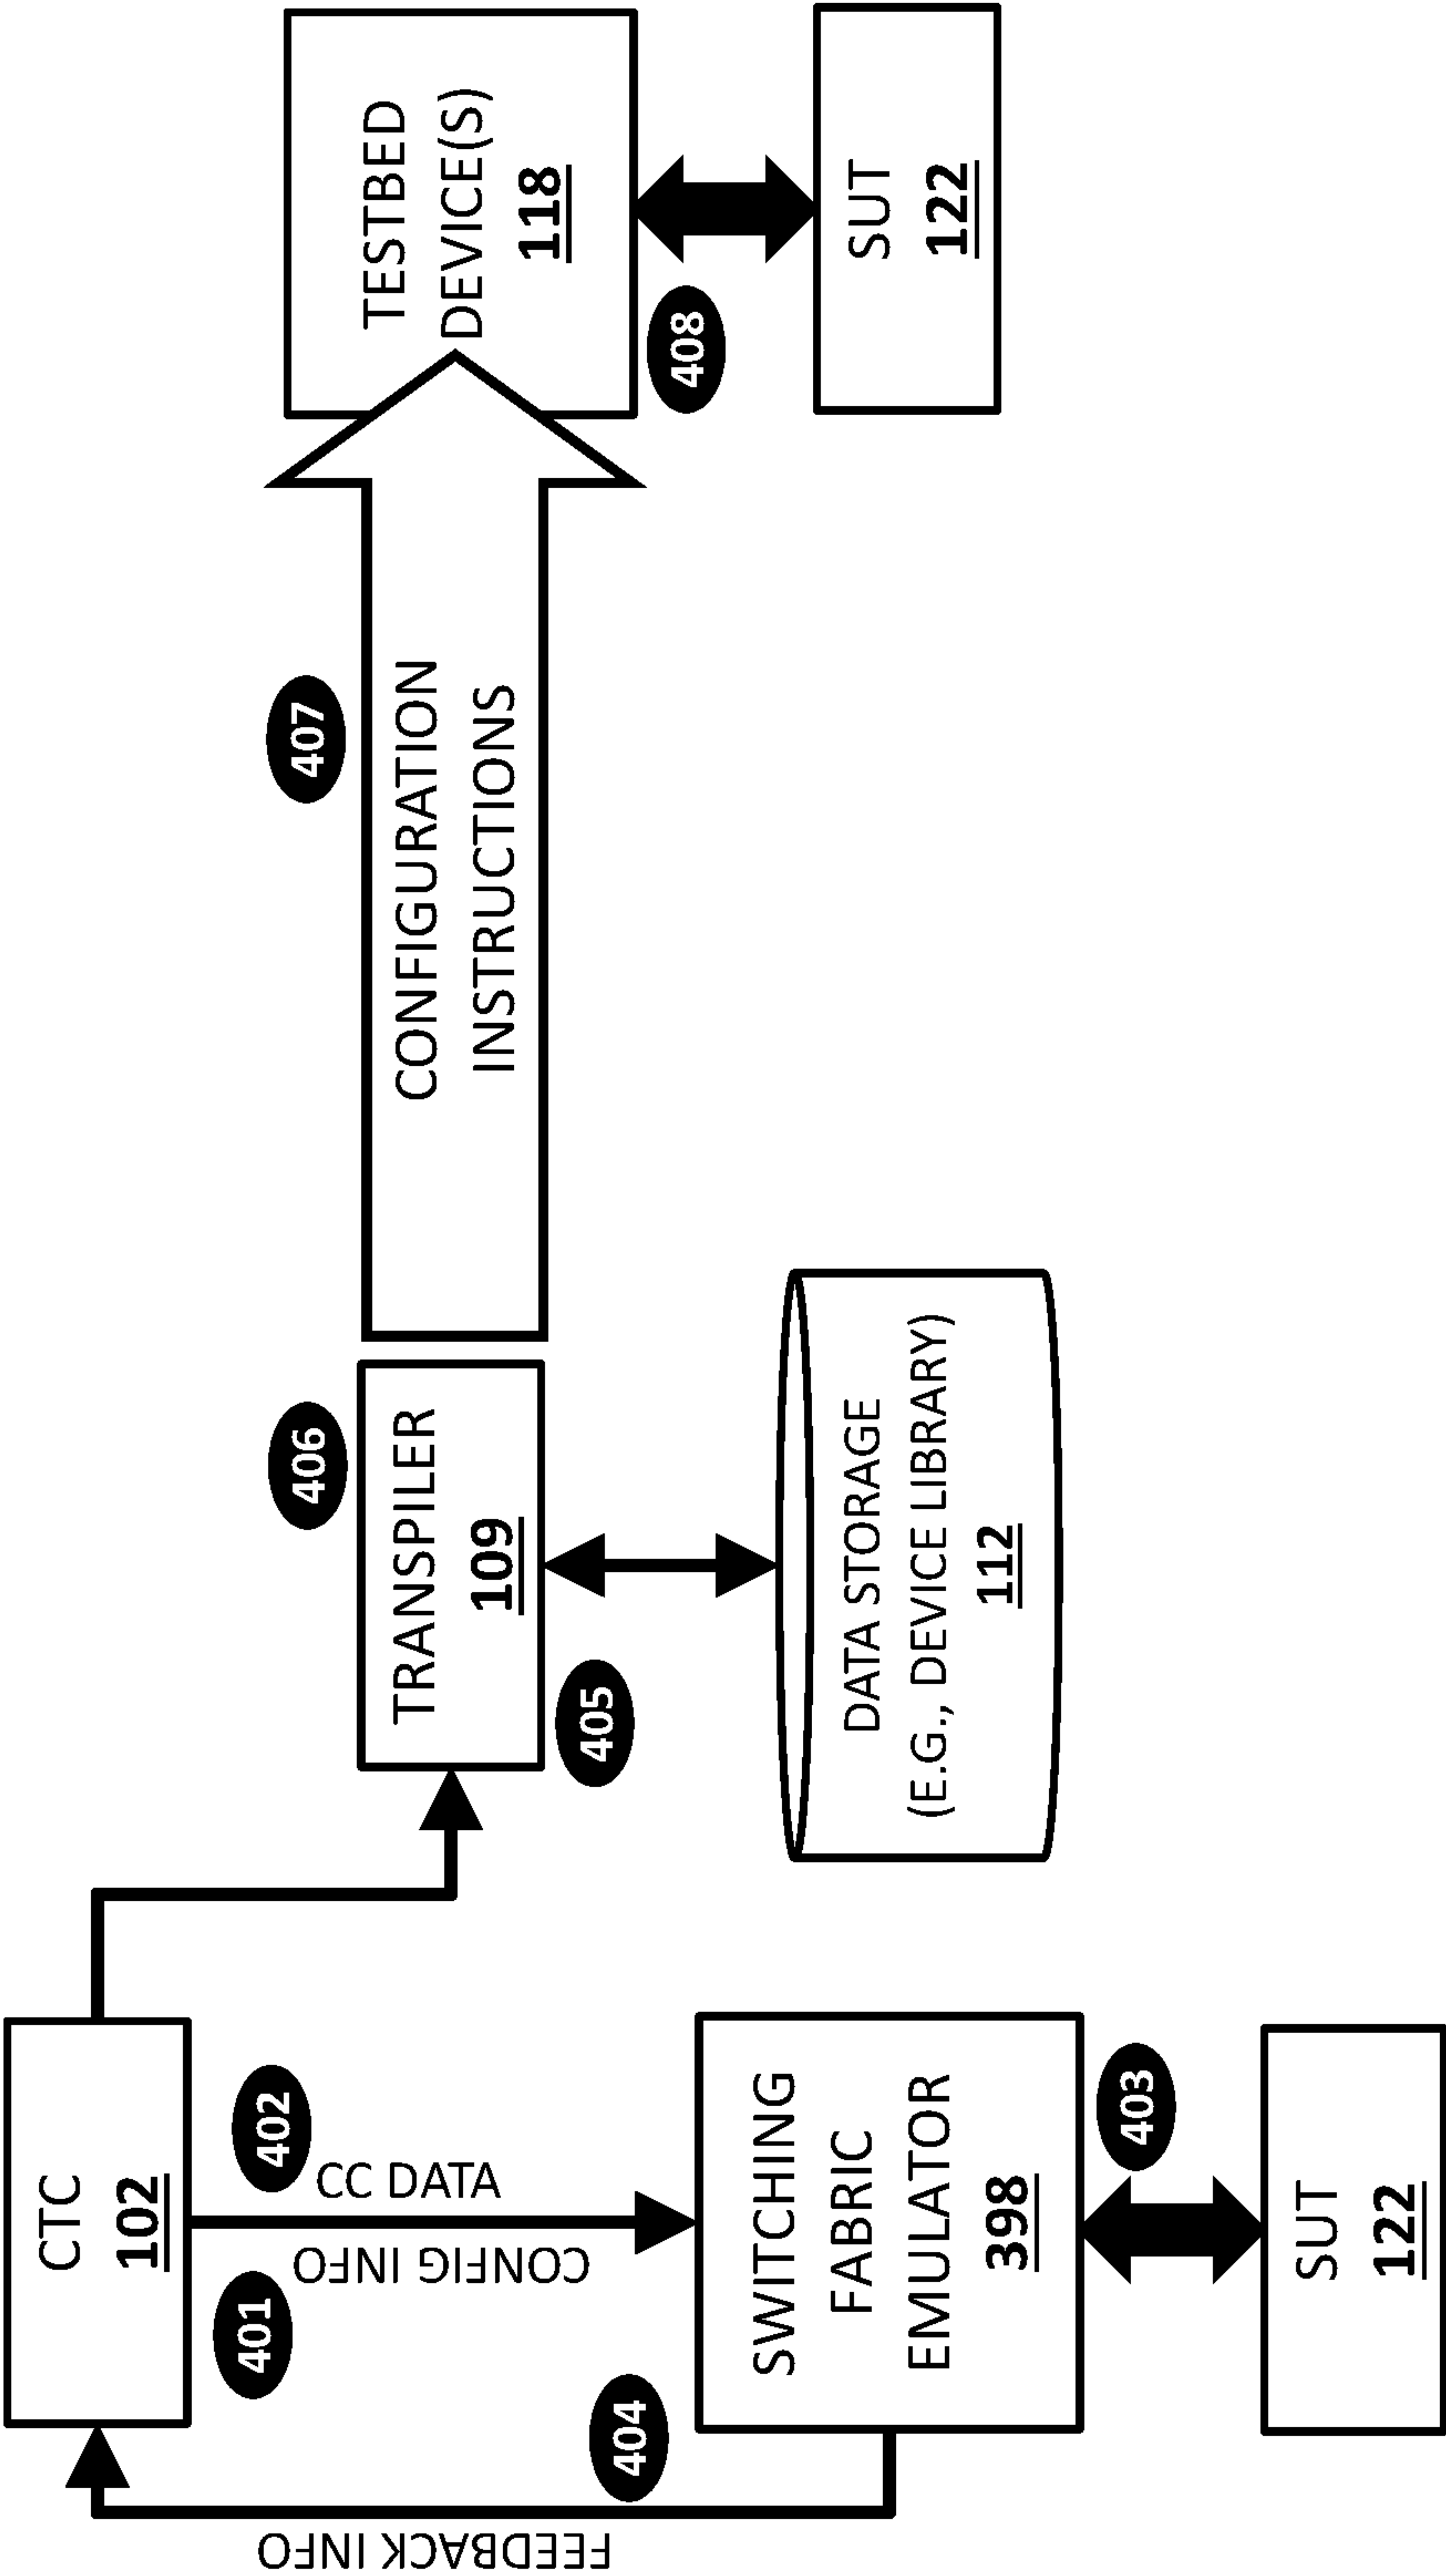 CTC
102
401
402
CC DATA
CONFIG INFO
FEEDBACK INFO
404
SWITCHING
FABRIC
EMULATOR
398
403
SUT
122
TRANSPILER
109
406
405
DATA STORAGE
(E.G., DEVICE LIBRARY)
112
407
CONFIGURATION
INSTRUCTIONS
TESTBED
DEVICE(S)
118
408
SUT
122